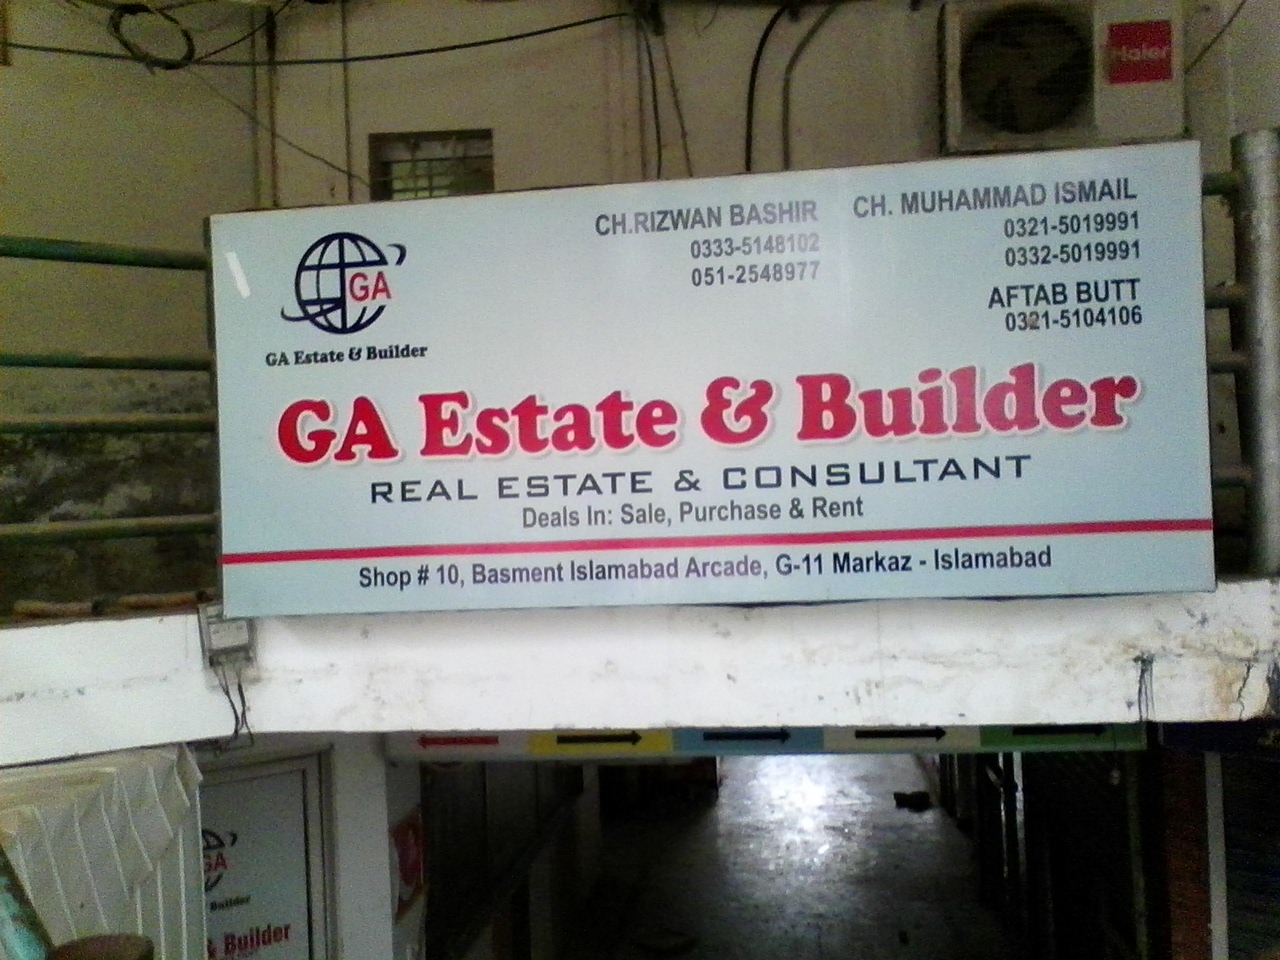 Haier
CH.RIZWAN BASHIR
0333-5148102
051-2548977
CH. MUHAMMAD ISMAIL
0321-5019991
0332-5019991
AFTAB BUTT
0321-5104106
GA
GA Estate & Builder
GA Estate & Builder
REAL ESTATE & CONSULTANT
Deals In: Sale, Purchase & Rent
Shop # 10, Basment Islamabad Arcade, G-11 Markaz - Islamabad
GA
Builder
& Builder